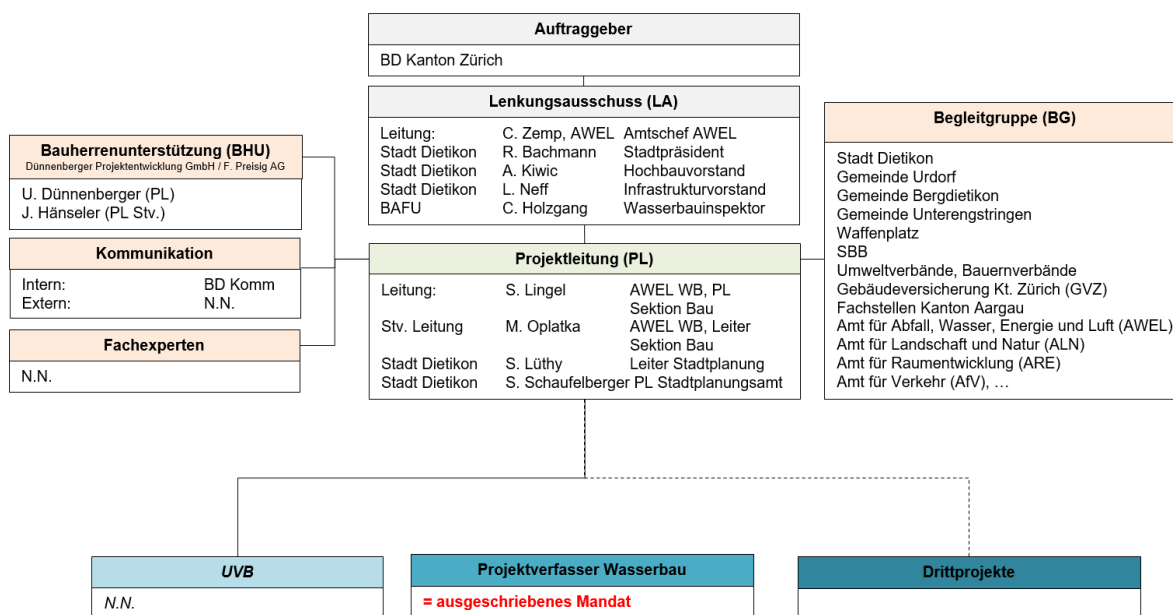 Auftraggeber
BD Kanton Zürich
Lenkungsausschuss (LA)
Leitung: C. Zemp, AWEL Amtschef AWEL
Stadt Dietikon R. Bachmann Stadtpräsident
Stadt Dietikon A. Kiwic Hochbauvorstand
Stadt Dietikon L. Neff Infrastrukturvorstand
BAFU C. Holzgang Wasserbauinspektor
Bauherrenunterstützung (BHU)
Dünnenberger Projektentwicklung GmbH / F. Preisig AG
U. Dünnenberger (PL)
J. Hänseler (PL Stv.)
Kommunikation
Intern: BD Komm
Extern: N.N.
Fachexperten
N.N.
Projektleitung (PL)
Leitung: S. Lingel AWEL WB, PL
Sektion Bau
Stv. Leitung M. Oplatka AWEL WB, Leiter
Sektion Bau
Stadt Dietikon S. Lüthy Leiter Stadtplanung
Stadt Dietikon S. Schaufelberger PL Stadtplanungsamt
Begleitgruppe (BG)
Stadt Dietikon
Gemeinde Urdorf
Gemeinde Bergdietikon
Gemeinde Unterengstringen
Waffenplatz
SBB
Umweltverbände, Bauernverbände
Gebäudeversicherung Kt. Zürich (GVZ)
Fachstellen Kanton Aargau
Amt für Abfall, Wasser, Energie und Luft (AWEL)
Amt für Landschaft und Natur (ALN)
Amt für Raumentwicklung (ARE)
Amt für Verkehr (AfV), …
UVB
N.N.
Projektverfasser Wasserbau
= ausgeschriebenes Mandat
Drittprojekte